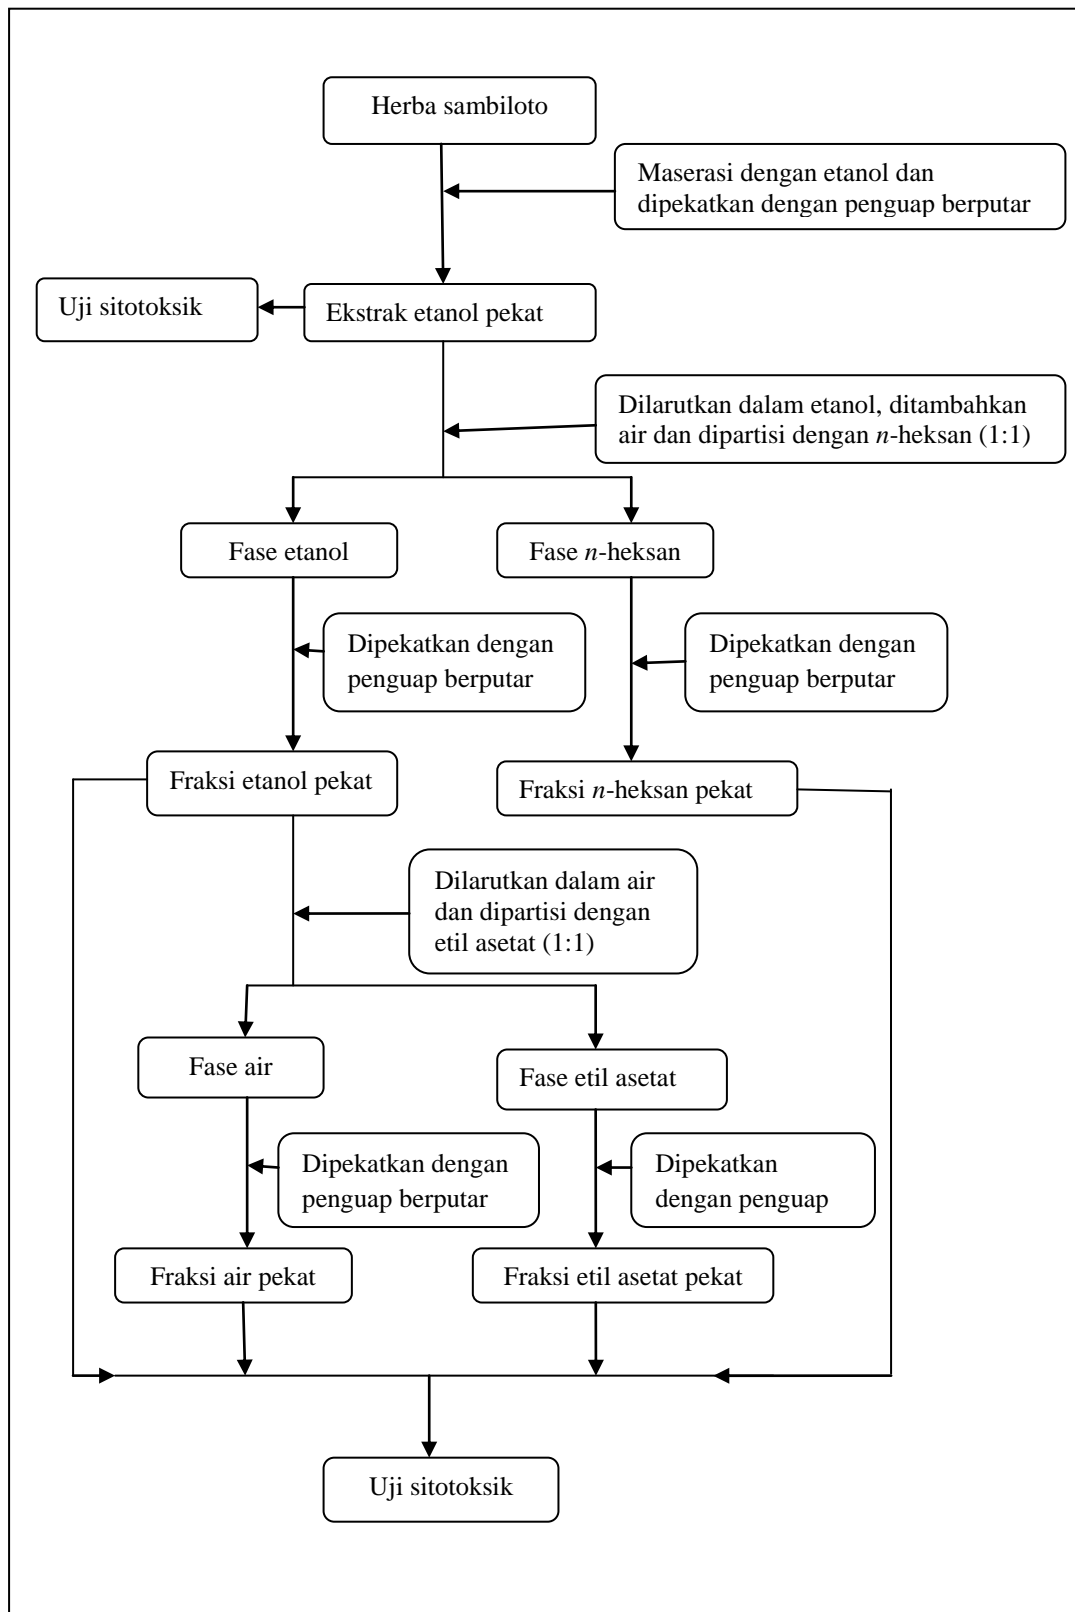 Herba sambiloto
Maserasi dengan etanol dan
dipekatkan dengan penguap berputar
Uji sitotoksik
Ekstrak etanol pekat
Dilarutkan dalam etanol, ditambahkan
air dan dipartisi dengan n-heksan (1:1)
Fase etanol
Fase n-heksan
Dipekatkan dengan
penguap berputar
Dipekatkan dengan
penguap berputar
Fraksi etanol pekat
Fraksi n-heksan pekat
Dilarutkan dalam air
dan dipartisi dengan
etil asetat (1:1)
Fase air
Fase etil asetat
Dipekatkan dengan
penguap berputar
Dipekatkan
dengan penguap
Fraksi air pekat
Fraksi etil asetat pekat
Uji sitotoksik